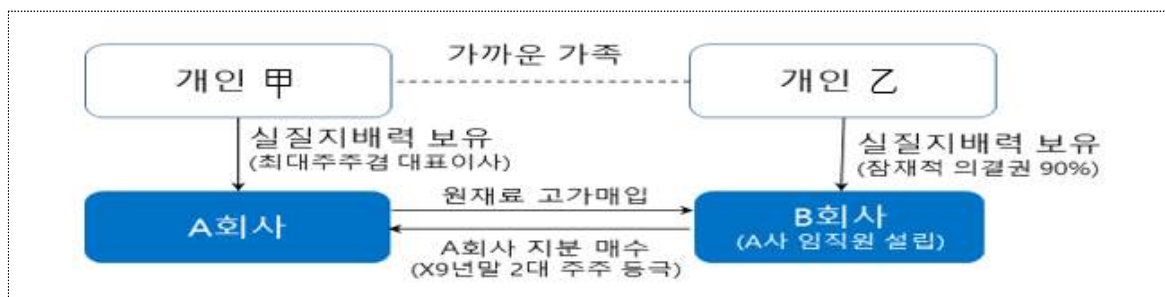 가까운 가족
개인 甲
개인 乙
실질지배력 보유
(최대주주겸 대표이사)
실질지배력 보유
(잠재적 의결권 90%)
원재료 고가매입
A회사
B회사
(A사 임직원 설립)
A회사 지분 매수
(X9년말 2대 주주 등극)